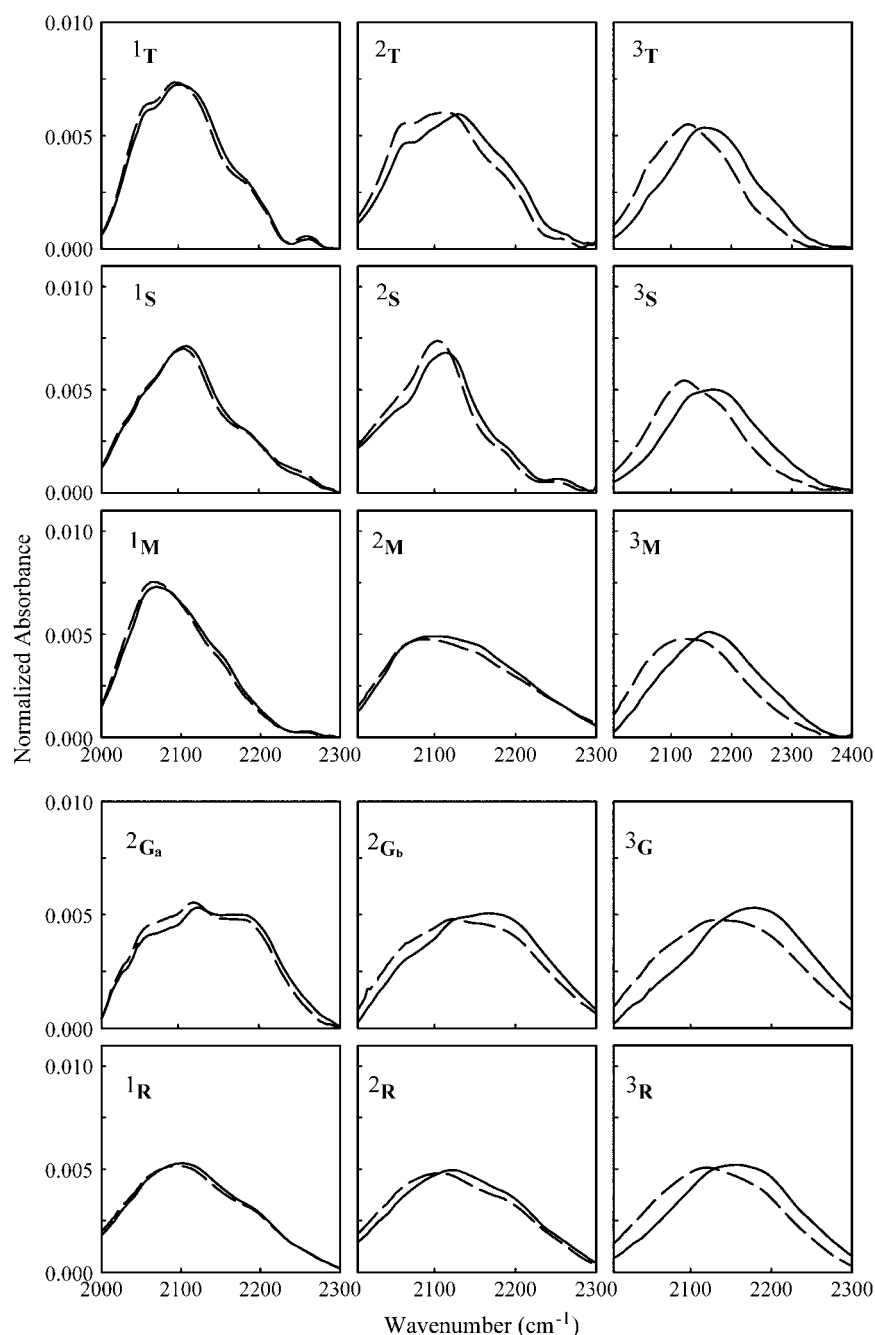 0.010
0.005
0.000
1T
2T
3T
0.010
0.005
0.000
1S
2S
3S
0.010
0.005
0.000
1M
2M
3M
2000 2100 2200 2300 2100 2200 2300 2100 2200 2300 2400
Normalized Absorbance
0.010
0.005
0.000
2Ga
2Gb
3G
0.010
0.005
0.000
1R
2R
3R
2000 2100 2200 2300 2100 2200 2300 2100 2200 2300
Wavenumber (cm-1)